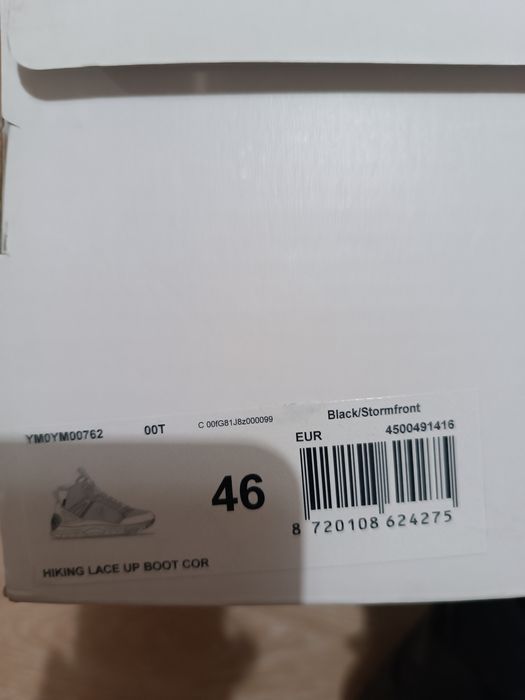 YM0YM00762 00T C 00fG81J8z000099 Black/Stormfront
EUR 4500491416
46
8 720108 624275
HIKING LACE UP BOOT COR